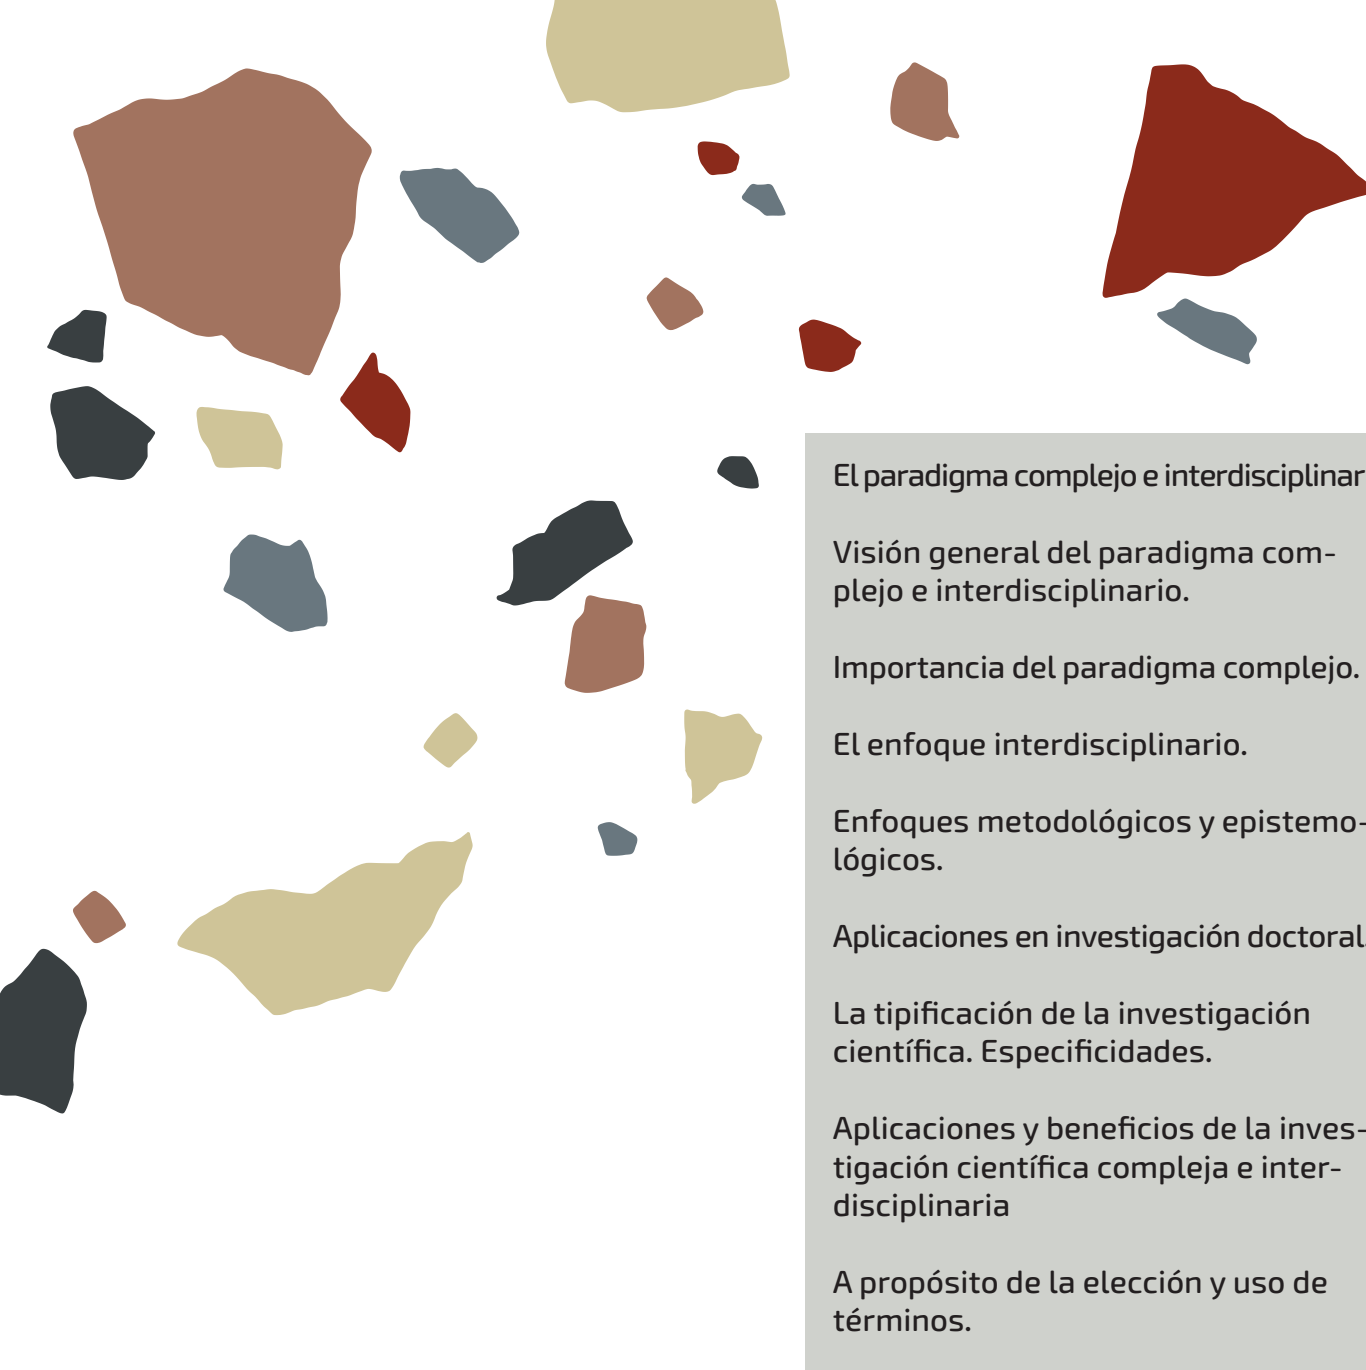 El paradigma complejo e interdisciplinar
Visión general del paradigma com-
plejo e interdisciplinario.
Importancia del paradigma complejo.
El enfoque interdisciplinario.
Enfoques metodológicos y epistemo-
lógicos.
Aplicaciones en investigación doctoral.
La tipificación de la investigación
científica. Especificidades.
Aplicaciones y beneficios de la inves-
tigación científica compleja e inter-
disciplinaria
A propósito de la elección y uso de
términos.